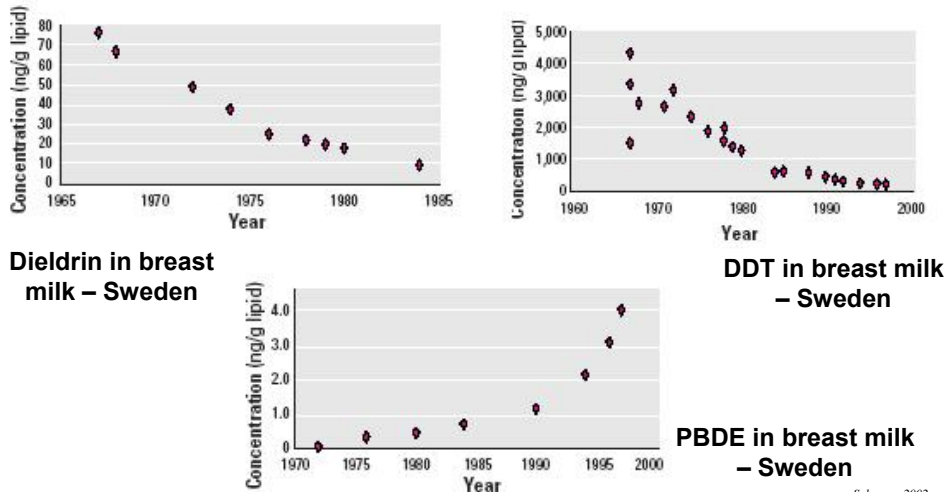 Concentration (ng/g lipid)
80
70
60
50
40
30
20
10
0
1965 1970 1975 1980 1985
Year
Dieldrin in breast
milk – Sweden
Concentration (ng/g lipid)
5,000
4,000
3,000
2,000
1,000
0
1960 1970 1980 1990 2000
Year
DDT in breast milk
– Sweden
Concentration (ng/g lipid)
4.0
3.0
2.0
1.0
0
1970 1975 1980 1985 1990 1995 2000
Year
PBDE in breast milk
– Sweden